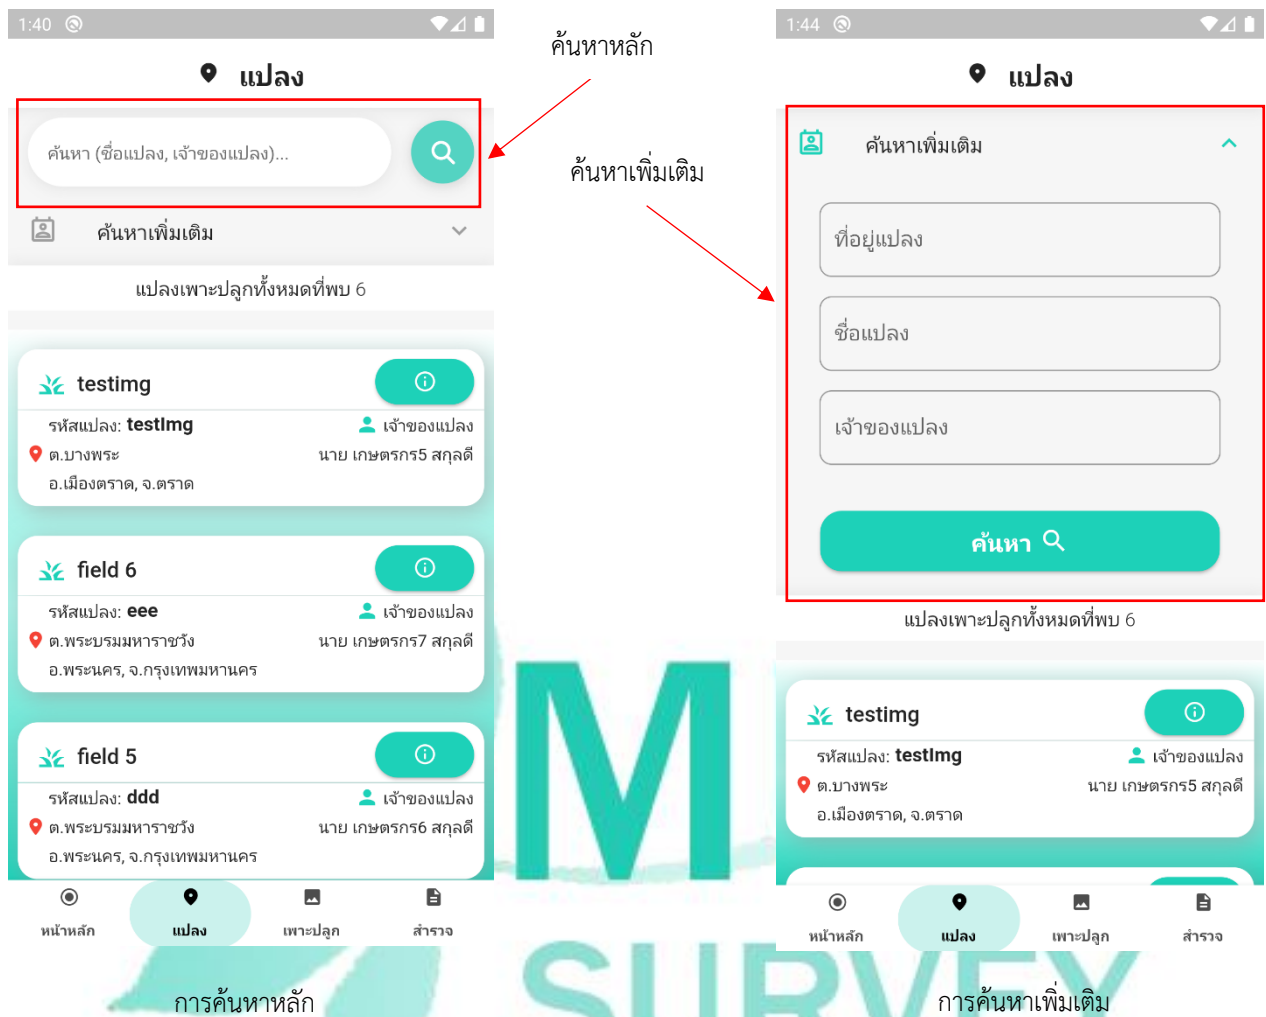 1:40
แปลง
ค้นหา (ชื่อแปลง, เจ้าของแปลง)...
ค้นหาเพิ่มเติม
แปลงเพาะปลูกทั้งหมดที่พบ 6
testimg
รหัสแปลง: testImg
เจ้าของแปลง
ต.บางพระ
นาย เกษตรกร5 สกุลดี
อ.เมืองตราด, จ.ตราด
field 6
รหัสแปลง: eee
เจ้าของแปลง
ต.พระบรมมหาราชวัง
นาย เกษตรกร7 สกุลดี
อ.พระนคร, จ.กรุงเทพมหานคร
field 5
รหัสแปลง: ddd
เจ้าของแปลง
ต.พระบรมมหาราชวัง
นาย เกษตรกร6 สกุลดี
อ.พระนคร, จ.กรุงเทพมหานคร
หน้าหลัก
แปลง
เพาะปลูก
สำรวจ
การค้นหาหลัก
ค้นหาหลัก
ค้นหาเพิ่มเติม
1:44
แปลง
ค้นหาเพิ่มเติม
ที่อยู่แปลง
ชื่อแปลง
เจ้าของแปลง
ค้นหา
แปลงเพาะปลูกทั้งหมดที่พบ 6
testimg
รหัสแปลง: testImg
เจ้าของแปลง
ต.บางพระ
นาย เกษตรกร5 สกุลดี
อ.เมืองตราด, จ.ตราด
หน้าหลัก
แปลง
เพาะปลูก
สำรวจ
การค้นหาเพิ่มเติม
M
SURVEY